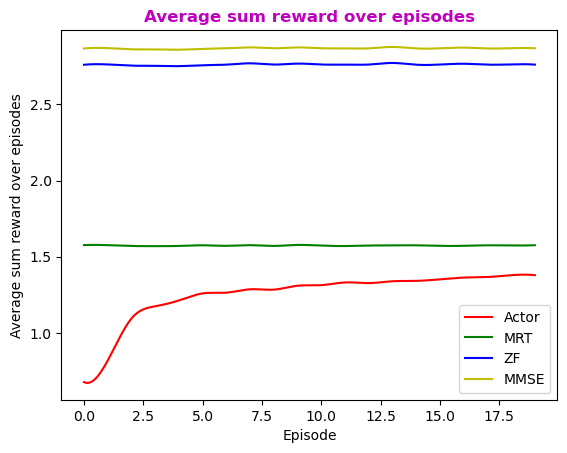 Average sum reward over episodes
Average sum reward over episodes
2.5
2.0
1.5
1.0
0.0 2.5 5.0 7.5 10.0 12.5 15.0 17.5
Episode
Actor
MRT
ZF
MMSE